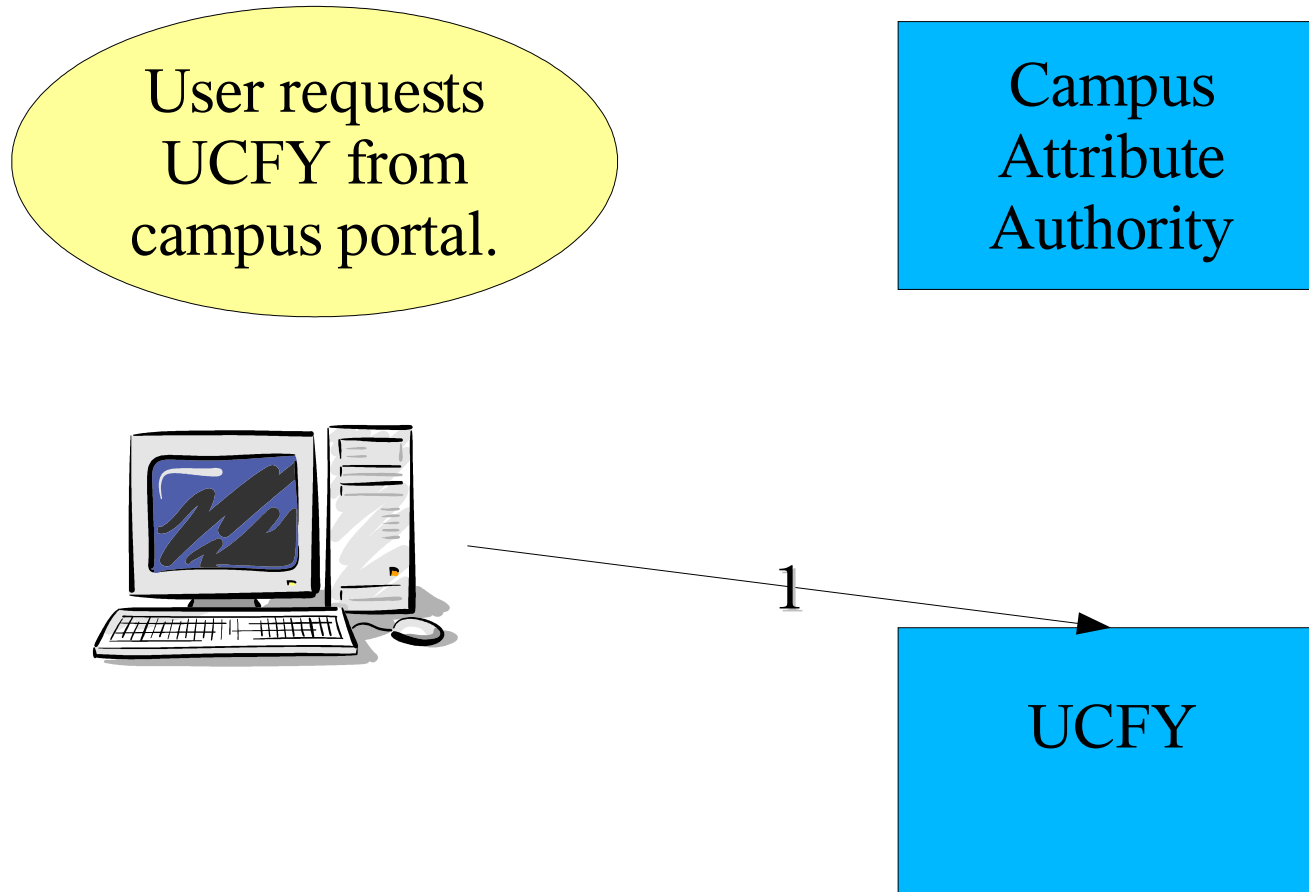 User requests
UCFY from
campus portal.
Campus
Attribute
Authority
1
UCFY